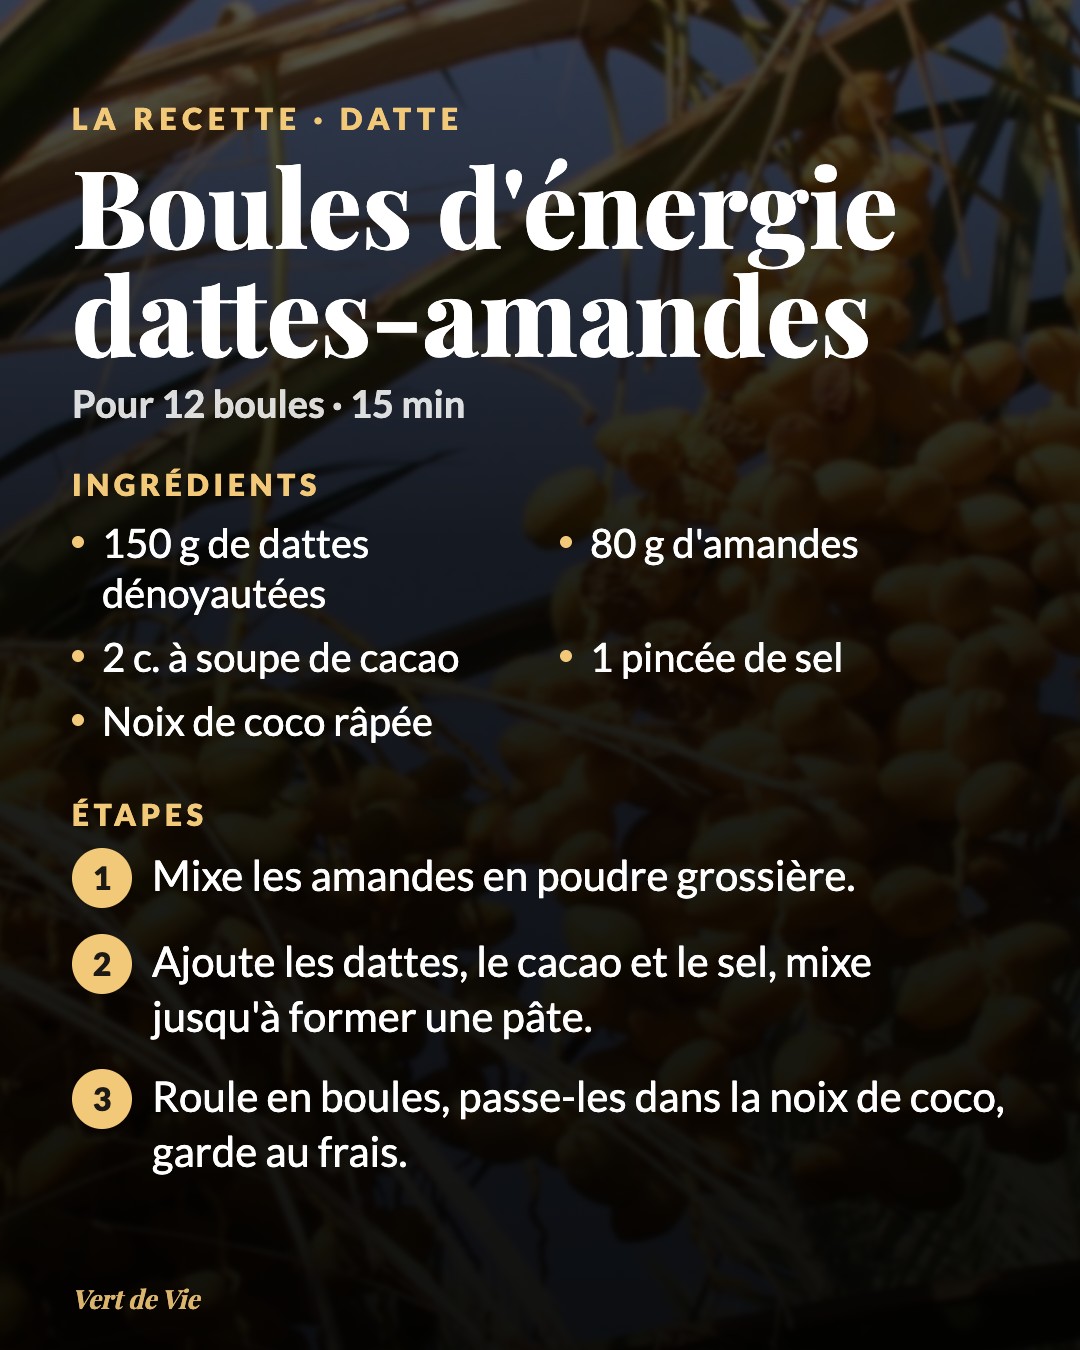 LA RECETTE · DATTE
Boules d'énergie
dattes-amandes
Pour 12 boules · 15 min
INGRÉDIENTS
• 150 g de dattes
dénoyautées
• 80 g d'amandes
• 2 c. à soupe de cacao
• 1 pincée de sel
• Noix de coco râpée
ÉTAPES
1 Mixe les amandes en poudre grossière.
2 Ajoute les dattes, le cacao et le sel, mixe
jusqu'à former une pâte.
3 Roule en boules, passe-les dans la noix de coco,
garde au frais.
Vert de Vie